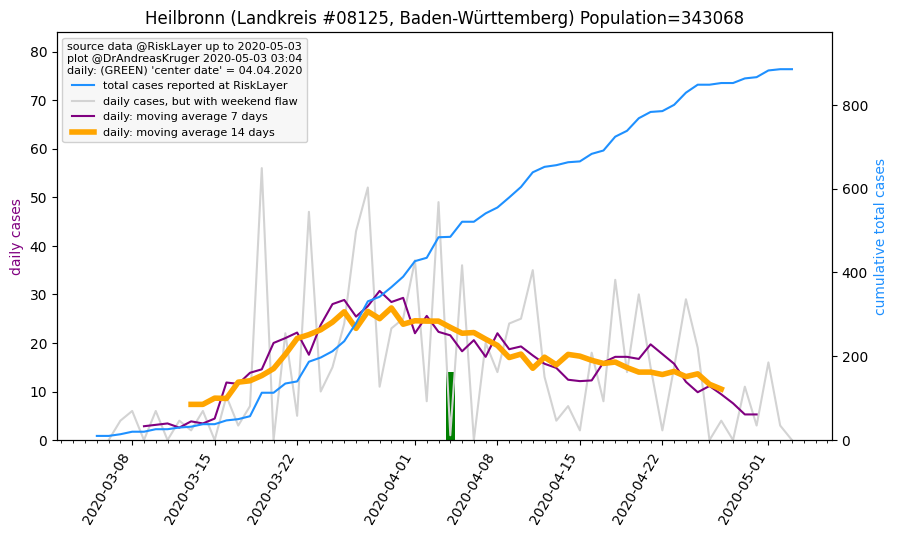 Heilbronn (Landkreis #08125, Baden-Württemberg) Population=343068
source data @RiskLayer up to 2020-05-03
plot @DrAndreasKruger 2020-05-03 03:04
daily: (GREEN) 'center date' = 04.04.2020
total cases reported at RiskLayer
daily cases, but with weekend flaw
daily: moving average 7 days
daily: moving average 14 days
daily cases
80
70
60
50
40
30
20
10
0
800
600
400
200
0
cumulative total cases
2020-03-08
2020-03-15
2020-03-22
2020-04-01
2020-04-08
2020-04-15
2020-04-22
2020-05-01